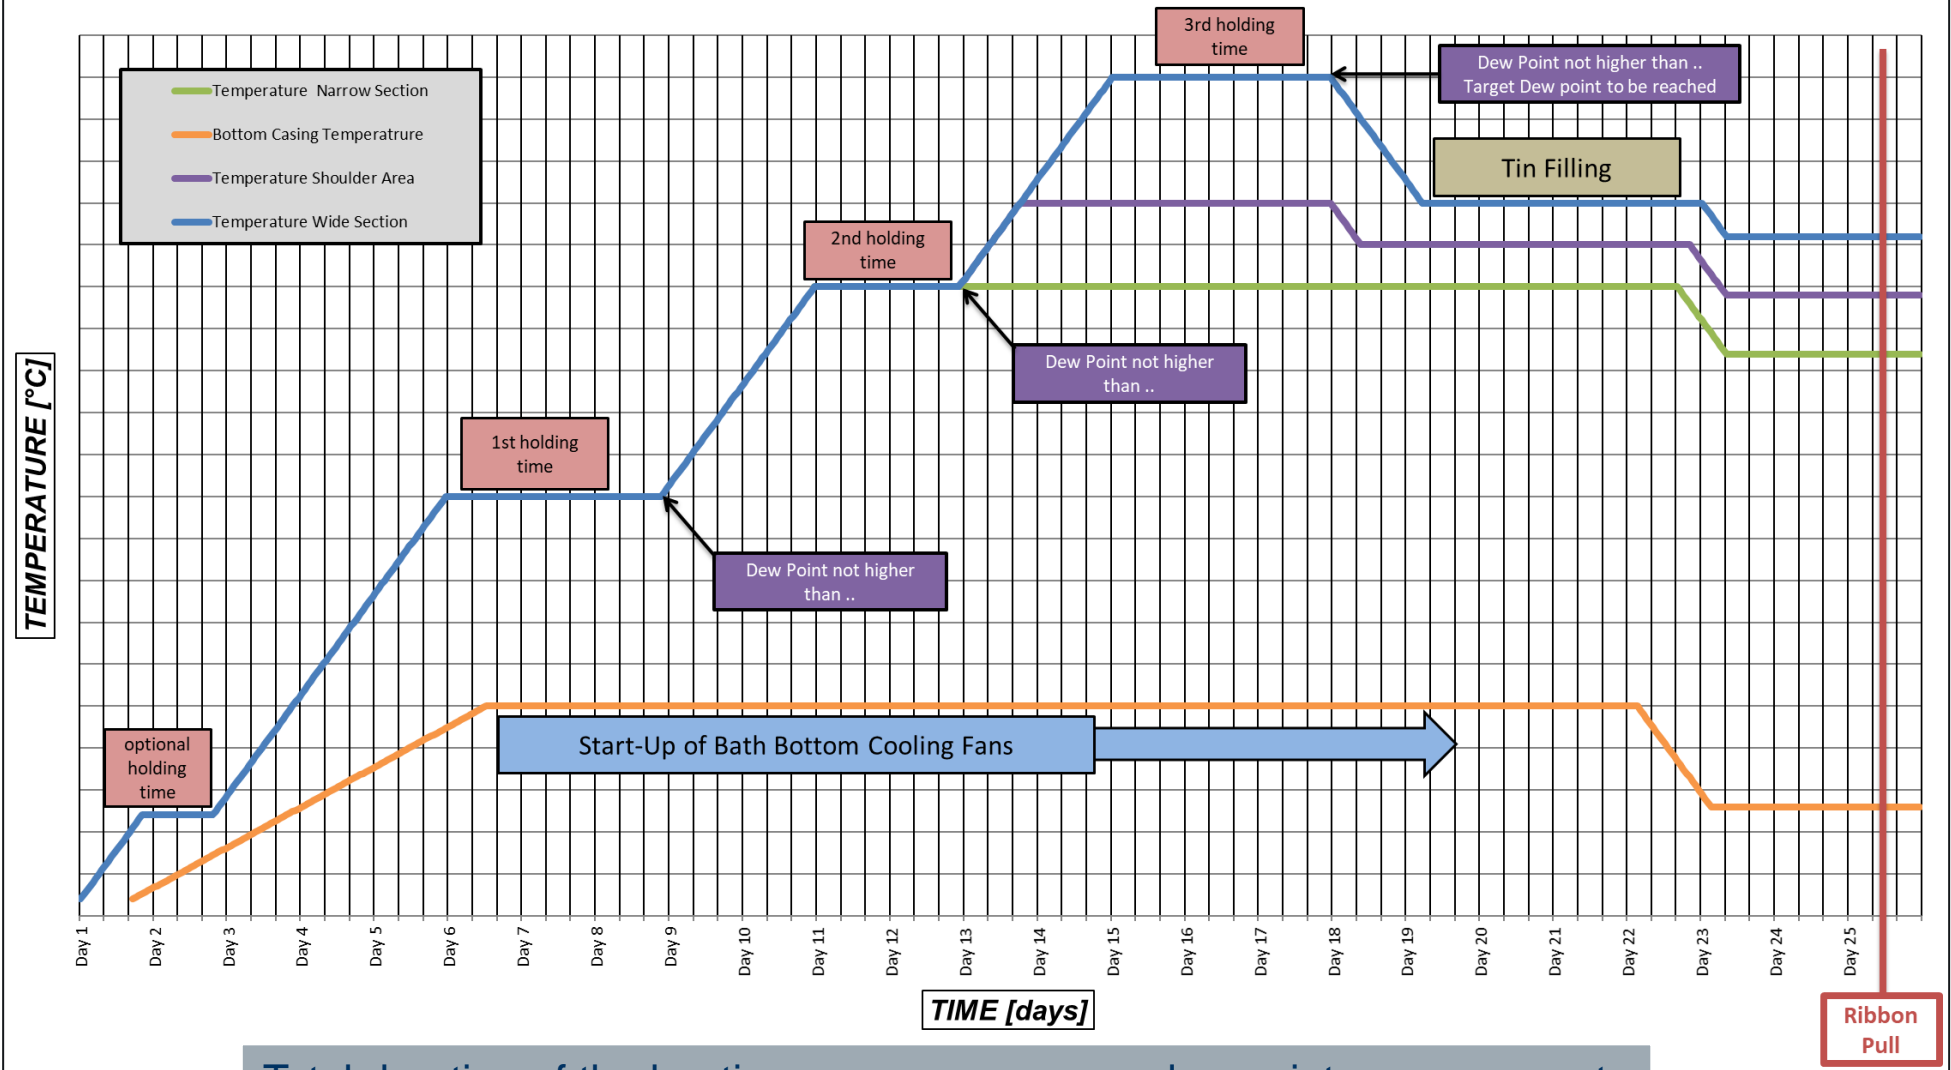 3rd holding
time
Dew Point not higher than ..
Target Dew point to be reached
Temperature  Narrow Section
Bottom Casing Temperatrure
Temperature Shoulder Area
Temperature Wide Section
Tin Filling
2nd holding
time
Dew Point not higher
than ..
1st holding
time
Dew Point not higher
than ..
optional
holding
time
Start-Up of Bath Bottom Cooling Fans
TEMPERATURE [°C]
Day 1
Day 2
Day 3
Day 4
Day 5
Day 6
Day 7
Day 8
Day 9
Day 10
Day 11
Day 12
Day 13
Day 14
Day 15
Day 16
Day 17
Day 18
Day 19
Day 20
Day 21
Day 22
Day 23
Day 24
Day 25
TIME [days]
Ribbon
Pull